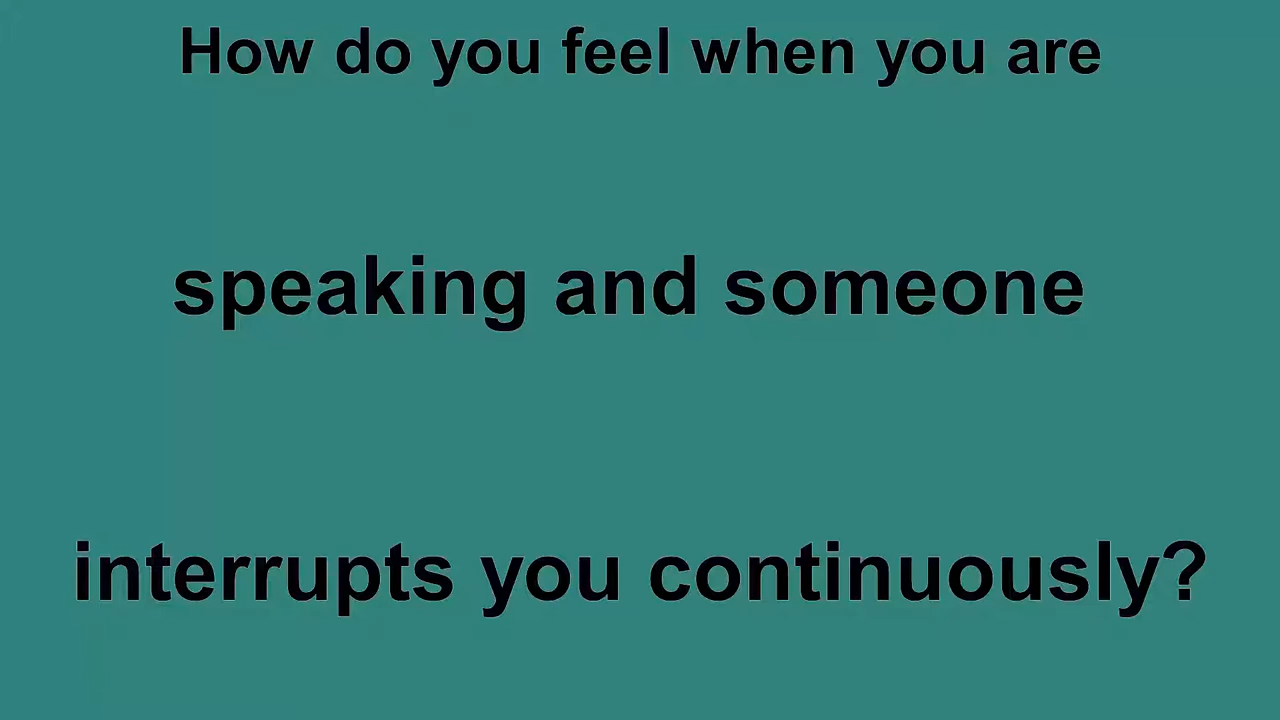 How do you feel when you are
speaking and someone
interrupts you continuously?